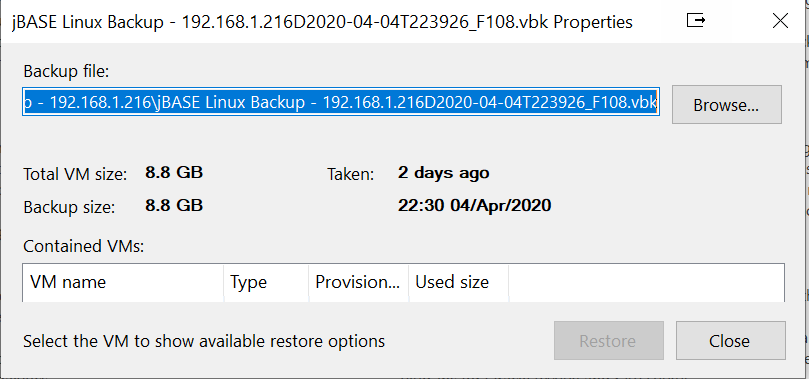 jBASE Linux Backup - 192.168.1.216D2020-04-04T223926_F108.vbk Properties
Backup file:
p - 192.168.1.216\jBASE Linux Backup - 192.168.1.216D2020-04-04T223926_F108.vbk
Browse...
Total VM size: 8.8 GB Taken: 2 days ago
Backup size: 8.8 GB 22:30 04/Apr/2020
Contained VMs:
VM name Type Provision... Used size
Select the VM to show available restore options
Restore Close